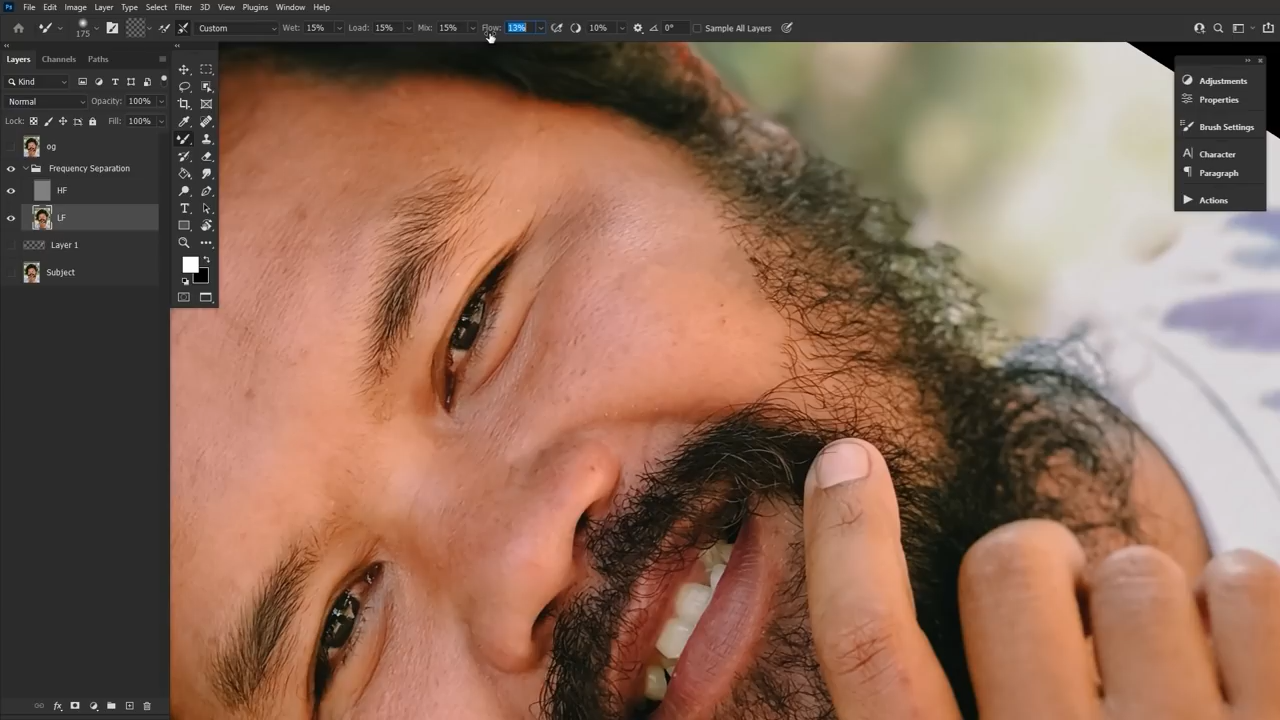 Ps File Edit Image Layer Type Select Filter 3D View Plugins Window Help
175 Custom Wet: 15% Load: 15% Mix: 15% Flow: 13% 10% 0° Sample All Layers
Layers Channels Paths
Kind
Normal Opacity: 100%
Lock: Fill: 100%
og
Frequency Separation
HF
LF
Layer 1
Subject
fx
Adjustments
Properties
Brush Settings
Character
Paragraph
Actions